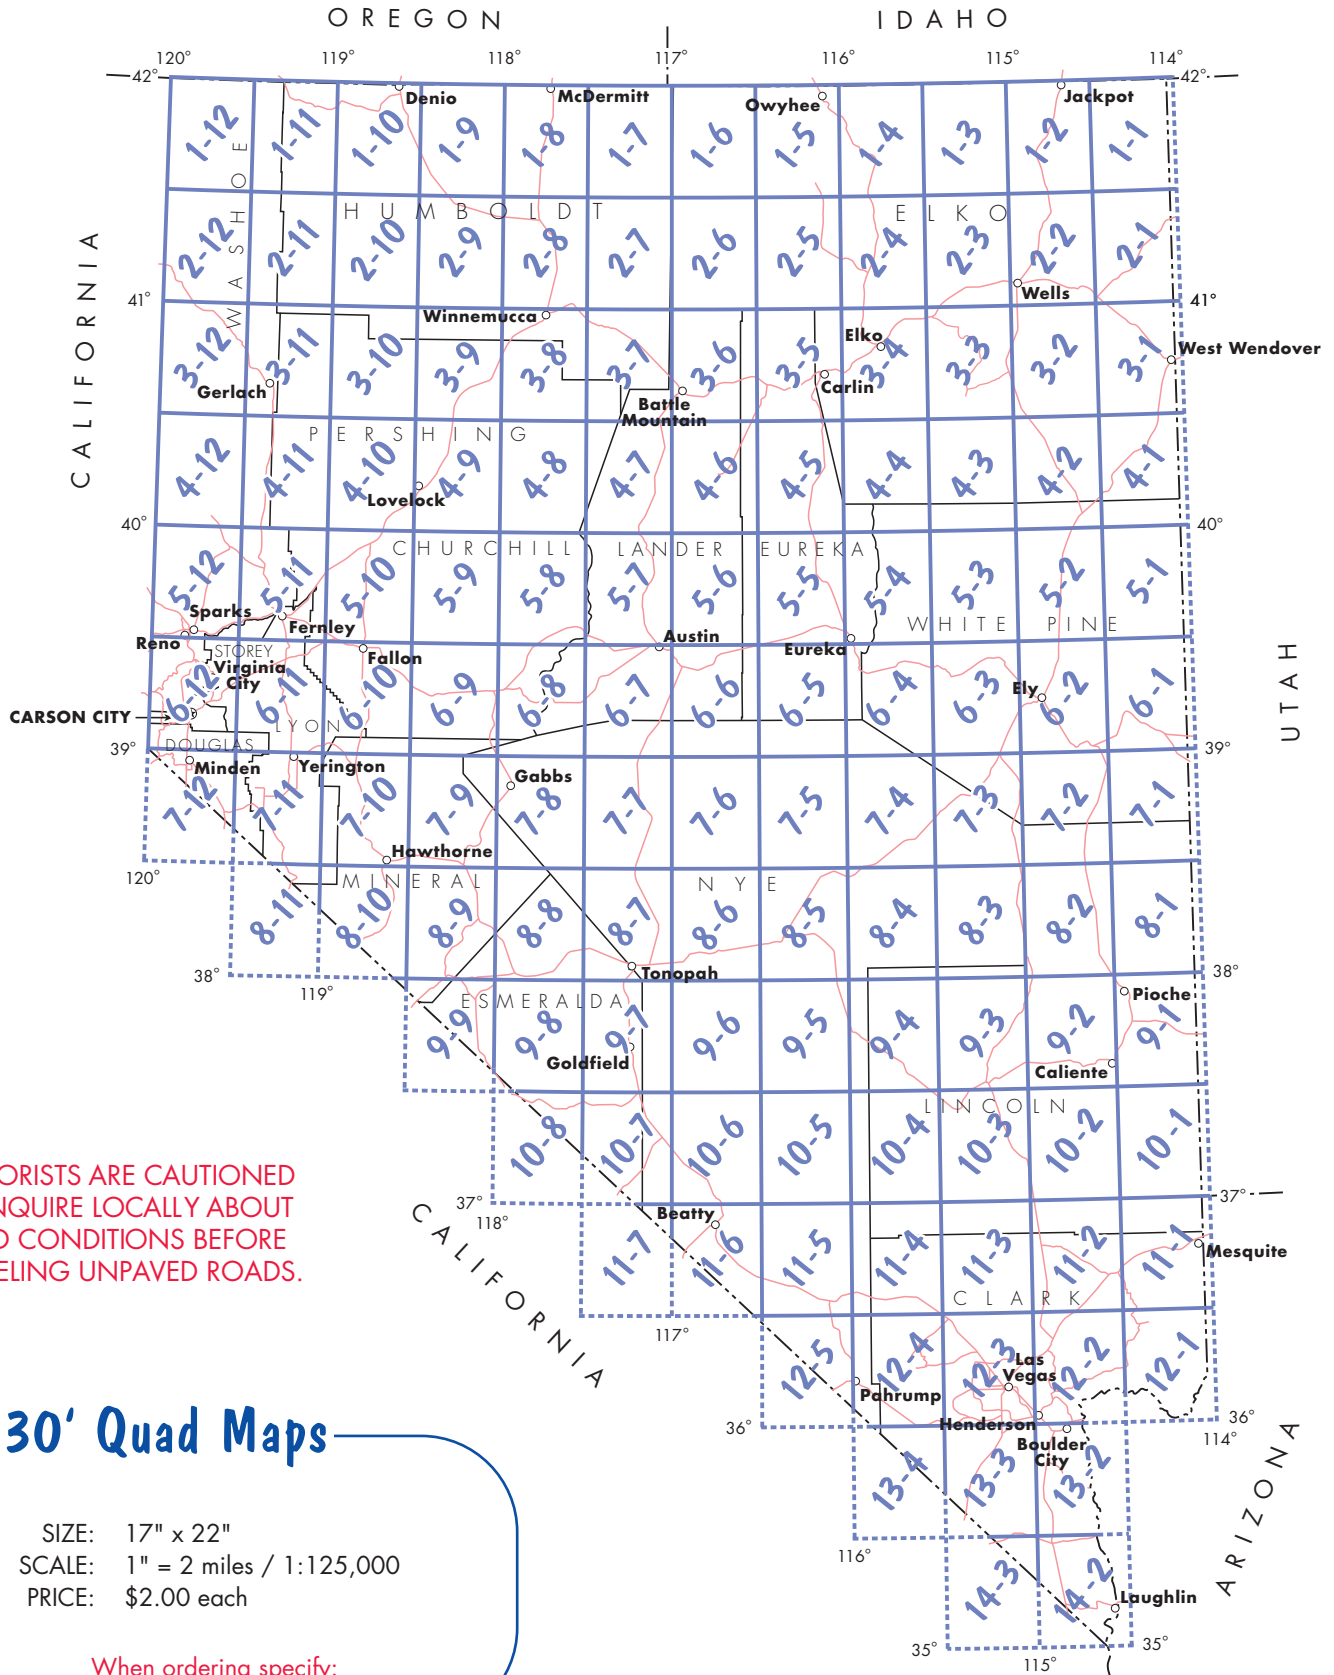 OREGON
IDAHO
120°
119°
118°
117°
116°
115°
114°
42°
42°
Denio
McDermitt
Owyhee
Jackpot
1-12
1-11
1-10
1-9
1-8
1-7
1-6
1-5
1-4
1-3
1-2
1-1
WASHOE
HUMBOLDT
ELKO
CALIFORNIA
2-12
2-11
2-10
2-9
2-8
2-7
2-6
2-5
2-4
2-3
2-2
2-1
41°
Wells
41°
Winnemucca
Elko
West Wendover
3-12
3-11
3-10
3-9
3-8
3-7
3-6
3-5
3-4
3-3
3-2
3-1
Gerlach
Carlin
Battle
Mountain
PERSHING
4-12
4-11
4-10
4-9
4-8
4-7
4-6
4-5
4-4
4-3
4-2
4-1
Lovelock
40°
40°
CHURCHILL
LANDER
EUREKA
5-12
5-11
5-10
5-9
5-8
5-7
5-6
5-5
5-4
5-3
5-2
5-1
Sparks
Fernley
WHITE PINE
Reno
STOREY
Austin
Eureka
Virginia
City
Fallon
UTAH
6-12
6-11
6-10
6-9
6-8
6-7
6-6
6-5
6-4
6-3
6-2
6-1
Ely
CARSON CITY
LYON
39°
DOUGLAS
39°
Minden
Yerington
Gabbs
7-12
7-11
7-10
7-9
7-8
7-7
7-6
7-5
7-4
7-3
7-2
7-1
Hawthorne
120°
MINERAL
NYE
8-11
8-10
8-9
8-8
8-7
8-6
8-5
8-4
8-3
8-2
8-1
38°
Tonopah
38°
119°
ESMERALDA
Pioche
9-9
9-8
9-7
9-6
9-5
9-4
9-3
9-2
9-1
Goldfield
Caliente
LINCOLN
10-8
10-7
10-6
10-5
10-4
10-3
10-2
10-1
ORISTS ARE CAUTIONED
NQUIRE LOCALLY ABOUT
D CONDITIONS BEFORE
ELING UNPAVED ROADS.
37°
118°
37°
CALIFORNIA
Beatty
Mesquite
11-7
11-6
11-5
11-4
11-3
11-2
11-1
CLARK
117°
12-5
12-4
12-3
12-2
12-1
Las
Vegas
Pahrump
36°
Henderson
36°
114°
Boulder
City
30' Quad Maps
13-4
13-3
13-2
ARIZONA
SIZE: 17" x 22"
SCALE: 1" = 2 miles / 1:125,000
PRICE: $2.00 each
116°
14-3
14-2
Laughlin
35°
35°
115°
When ordering specify: